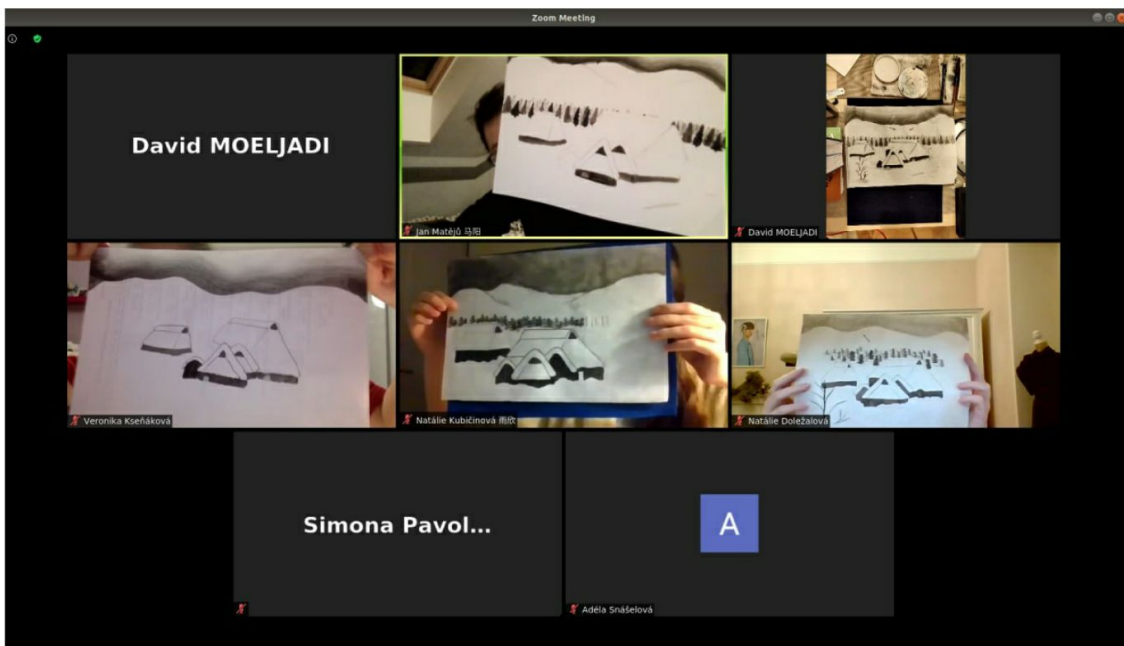 Zoom Meeting
David MOELJADI
Jan Matějů 马阳
David MOELJADI
Veronika Kseňáková
Natálie Kubičinová 雨欣
Natálie Doležalová
Simona Pavol...
A
Adéla Snášelová